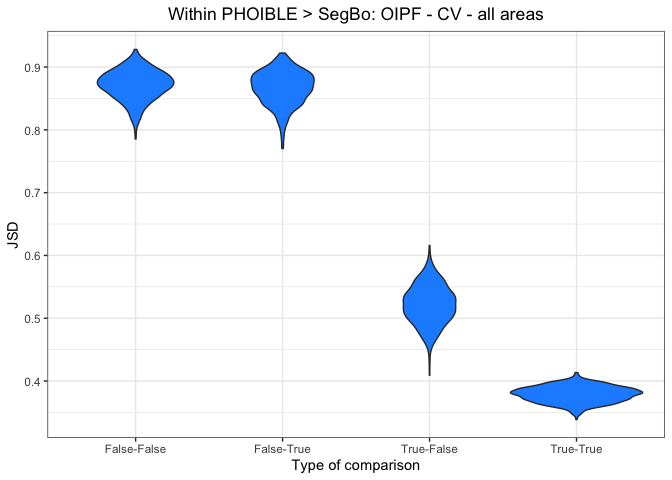 Within PHOIBLE > SegBo: OIPF - CV - all areas
0.9
0.8
0.7
0.6
0.5
0.4
JSD
False-False False-True True-False True-True
Type of comparison